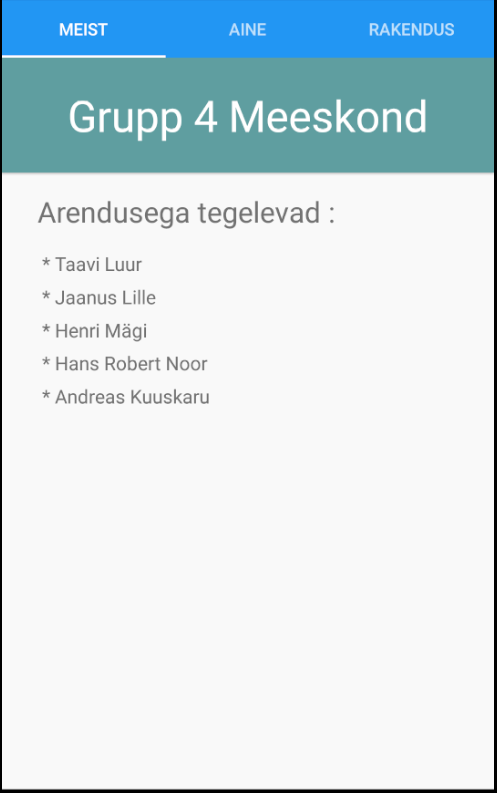 MEIST AINE RAKENDUS
Grupp 4 Meeskond
Arendusega tegelevad :
* Taavi Luur
* Jaanus Lille
* Henri Mägi
* Hans Robert Noor
* Andreas Kuuskaru